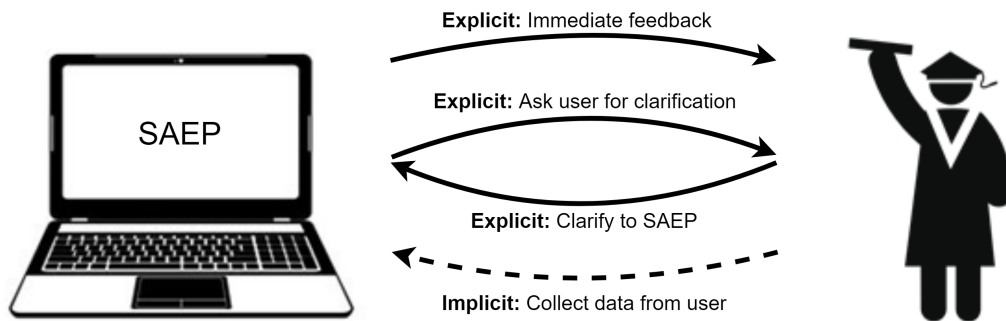 Explicit: Immediate feedback
SAEP
Explicit: Ask user for clarification
Explicit: Clarify to SAEP
Implicit: Collect data from user